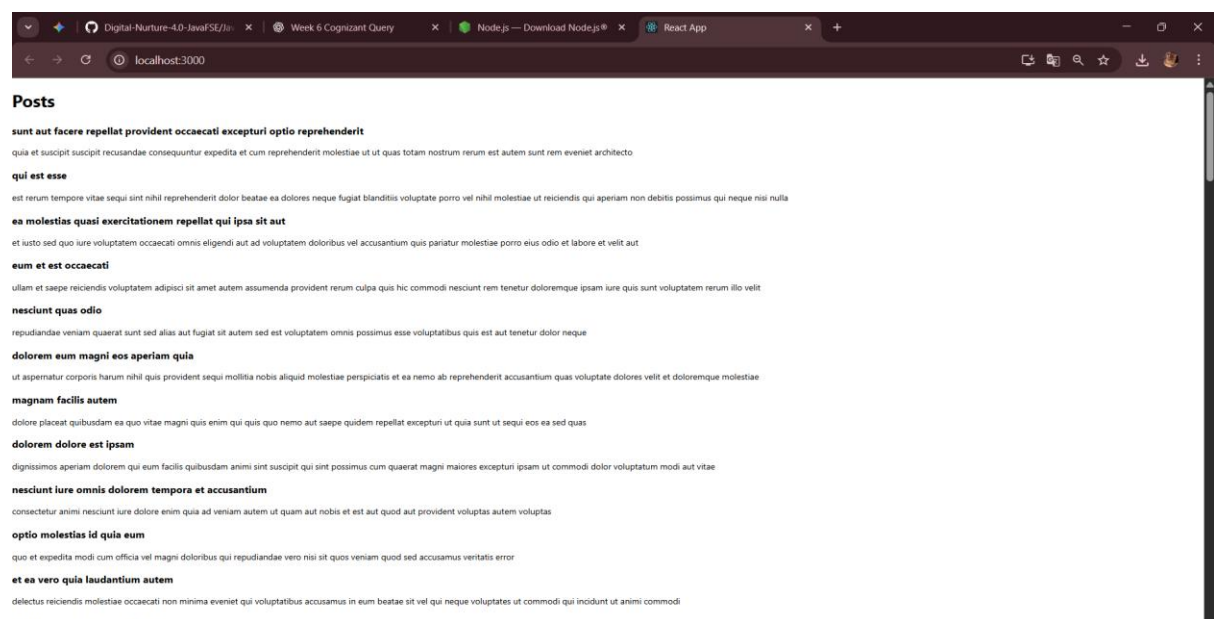 Digital-Nurture-4.0-JavaFSE/Jav
Week 6 Cognizant Query
Node.js — Download Node.js®
React App
localhost:3000
Posts
sunt aut facere repellat provident occaecati excepturi optio reprehenderit
quia et suscipit suscipit recusandae consequuntur expedita et cum reprehenderit molestiae ut ut quas totam nostrum rerum est autem sunt rem eveniet architecto
qui est esse
est rerum tempore vitae sequi sint nihil reprehenderit dolor beatae ea dolores neque fugiat blanditiis voluptate porro vel nihil molestiae ut reiciendis qui aperiam non debitis possimus qui neque nisi nulla
ea molestias quasi exercitationem repellat qui ipsa sit aut
et iusto sed quo iure voluptatem occaecati omnis eligendi aut ad voluptatem doloribus vel accusantium quis pariatur molestiae porro eius odio et labore et velit aut
eum et est occaecati
ullam et saepe reiciendis voluptatem adipisci sit amet autem assumenda provident rerum culpa quis hic commodi nesciunt rem tenetur doloremque ipsam iure quis sunt voluptatem rerum illo velit
nesciunt quas odio
repudiandae veniam quaerat sunt sed alias aut fugiat sit autem sed est voluptatem omnis possimus esse voluptatibus quis est aut tenetur dolor neque
dolorem eum magni eos aperiam quia
ut aspernatur corporis harum nihil quis provident sequi mollitia nobis aliquid molestiae perspiciatis et ea nemo ab reprehenderit accusantium quas voluptate dolores velit et doloremque molestiae
magnam facilis autem
dolore placeat quibusdam ea quo vitae magni quis enim qui quis quo nemo aut saepe quidem repellat excepturi ut quia sunt ut sequi eos ea sed quas
dolorem dolore est ipsam
dignissimos aperiam dolorem qui eum facilis quibusdam animi sint suscipit qui sint possimus cum quaerat magni maiores excepturi ipsam ut commodi dolor voluptatum modi aut vitae
nesciunt iure omnis dolorem tempora et accusantium
consectetur animi nesciunt iure dolore enim quia ad veniam autem ut quam aut nobis et est aut quod aut provident voluptas autem voluptas
optio molestias id quia eum
quo et expedita modi cum officia vel magni doloribus qui repudiandae vero nisi sit quos veniam quod sed accusamus veritatis error
et ea vero quia laudantium autem
delectus reiciendis molestiae occaecati non minima eveniet qui voluptatibus accusamus in eum beatae sit vel qui neque voluptates ut commodi qui incidunt ut animi commodi